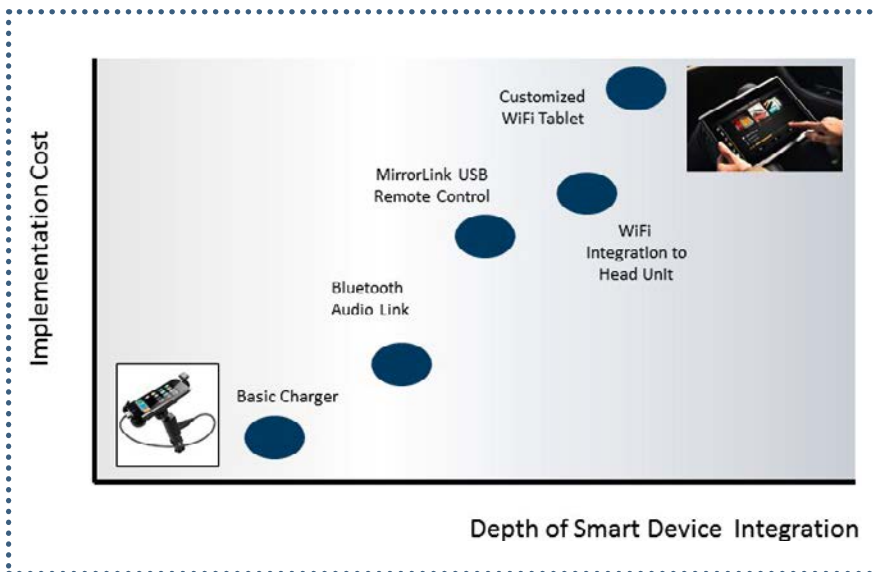 Implementation Cost
Customized
WiFi Tablet
MirrorLink USB
Remote Control
WiFi
Integration to
Head Unit
Bluetooth
Audio Link
Basic Charger
Depth of Smart Device Integration